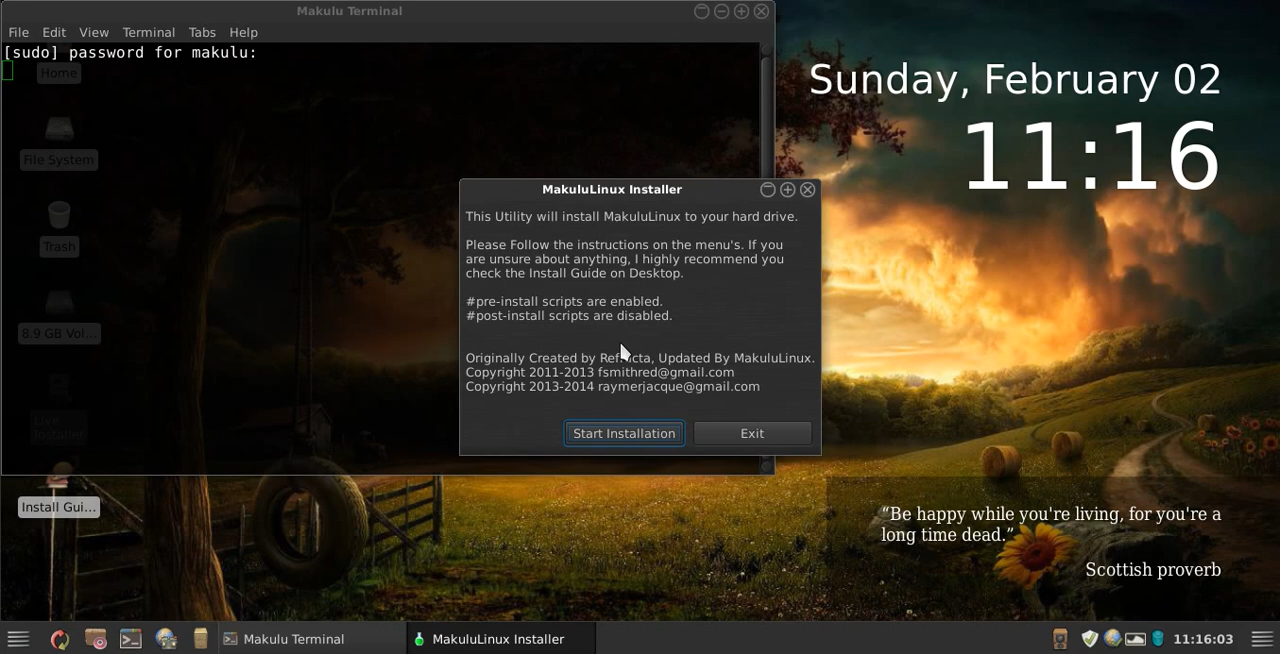 Makulu Terminal
File Edit View Terminal Tabs Help
[sudo] password for makulu:
Home
File System
Trash
8.9 GB Vol...
Live
Installer
Install Gui...
Sunday, February 02
11:16
MakuluLinux Installer
This Utility will install MakuluLinux to your hard drive.
Please Follow the instructions on the menu's. If you
are unsure about anything, I highly recommend you
check the Install Guide on Desktop.
#pre-install scripts are enabled.
#post-install scripts are disabled.
Originally Created by Refracta, Updated By MakuluLinux.
Copyright 2011-2013 fsmithred@gmail.com
Copyright 2013-2014 raymerjacque@gmail.com
Start Installation Exit
“Be happy while you're living, for you're a
long time dead.”
Scottish proverb
Makulu Terminal MakuluLinux Installer 11:16:03